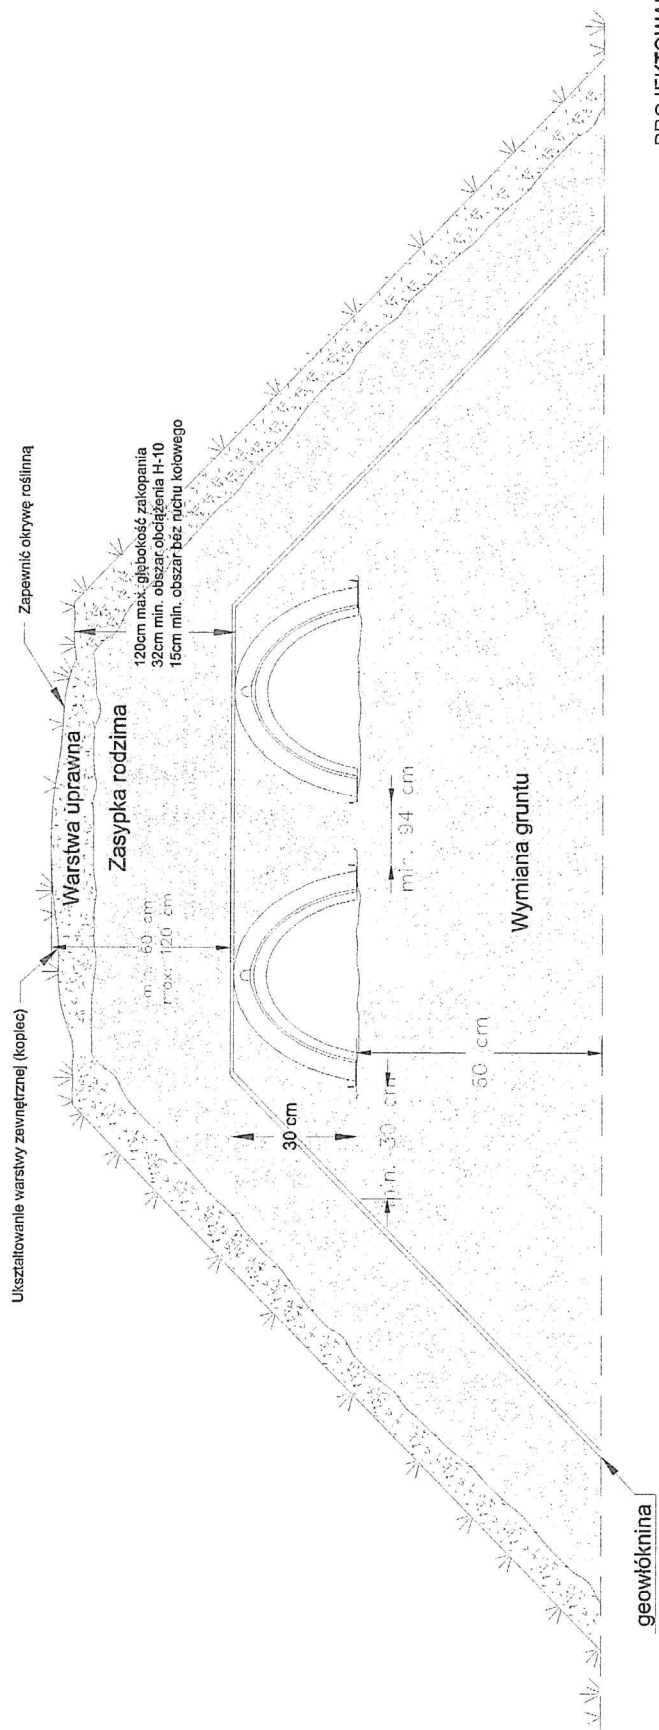 Ukształtowanie warstwy zewnętrznej (kopiec)
Zapewnić okrywę roślinną
Warstwa uprawna
Zasypka rodzima
min. 60 cm
max. 120 cm
120cm max. głębokość zakopania
32cm min. obszar obciążenia H-10
15cm min. obszar bez ruchu kołowego
30 cm
min. 30 cm
min. 94 cm
60 cm
Wymiana gruntu
geowłóknina